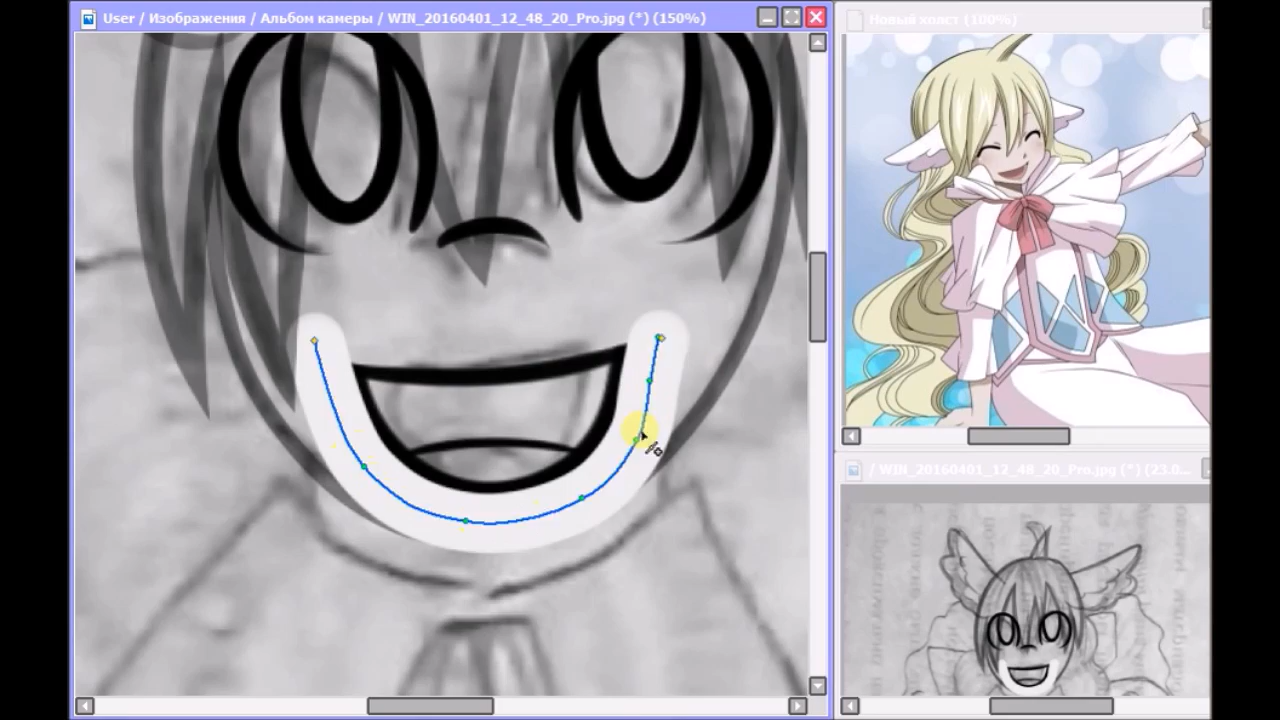 User / Изображения / Альбом камеры / WIN_20160401_12_48_20_Pro.jpg (*) (150%)
Новый холст (100%)
/ WIN_20160401_12_48_20_Pro.jpg (*) (23.0...